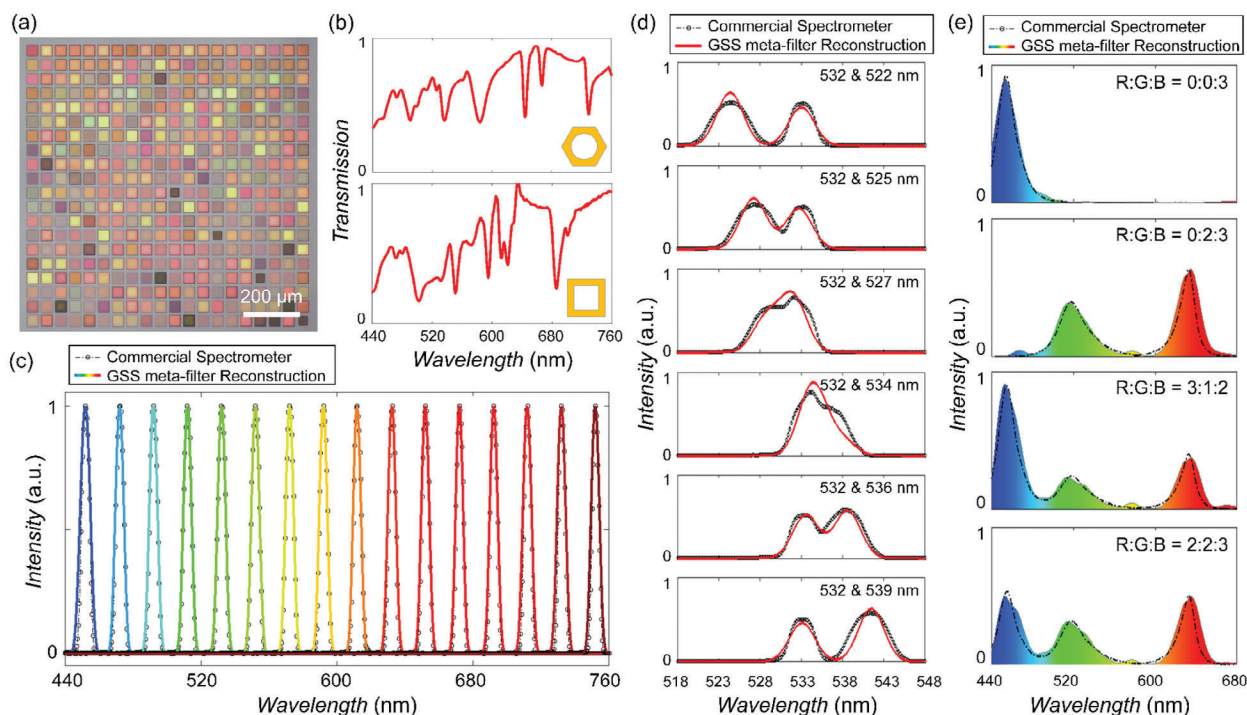 (a)
200 μm
(b)
1
0
1
0
Transmission
440 520 600 680 760
Wavelength (nm)
(c)
Commercial Spectrometer
GSS meta-filter Reconstruction
1
0
Intensity (a.u.)
440 520 600 680 760
Wavelength (nm)
(d)
Commercial Spectrometer
GSS meta-filter Reconstruction
Intensity (a.u.)
1
0
532 & 522 nm
1
0
532 & 525 nm
1
0
532 & 527 nm
1
0
532 & 534 nm
1
0
532 & 536 nm
1
0
532 & 539 nm
518 523 528 533 538 543 548
Wavelength (nm)
(e)
Commercial Spectrometer
GSS meta-filter Reconstruction
Intensity (a.u.)
1
0
R:G:B = 0:0:3
1
0
R:G:B = 0:2:3
1
0
R:G:B = 3:1:2
1
0
R:G:B = 2:2:3
440 520 600 680
Wavelength (nm)